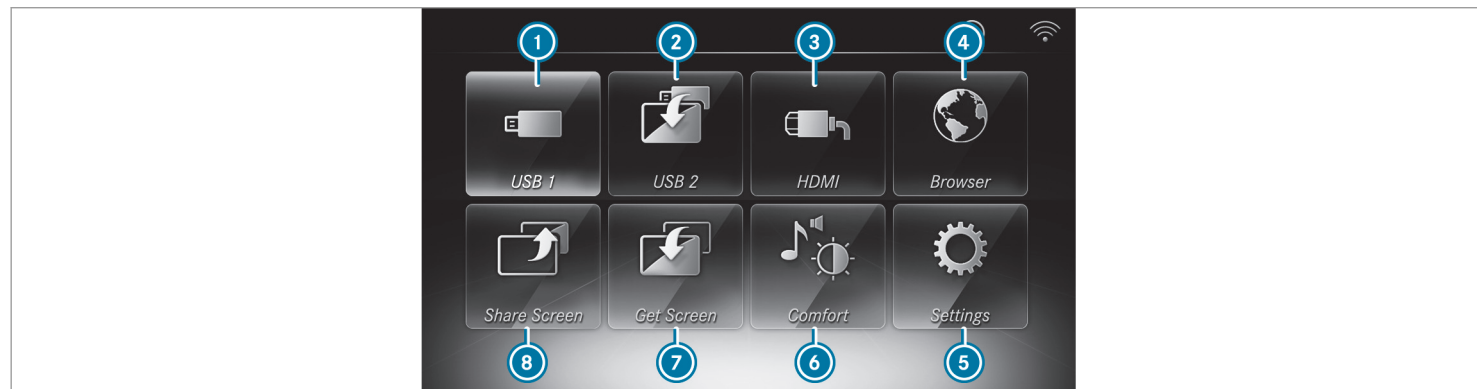 1 2 3 4
USB 1 USB 2 HDMI Browser
Share Screen Get Screen Comfort Settings
8 7 6 5